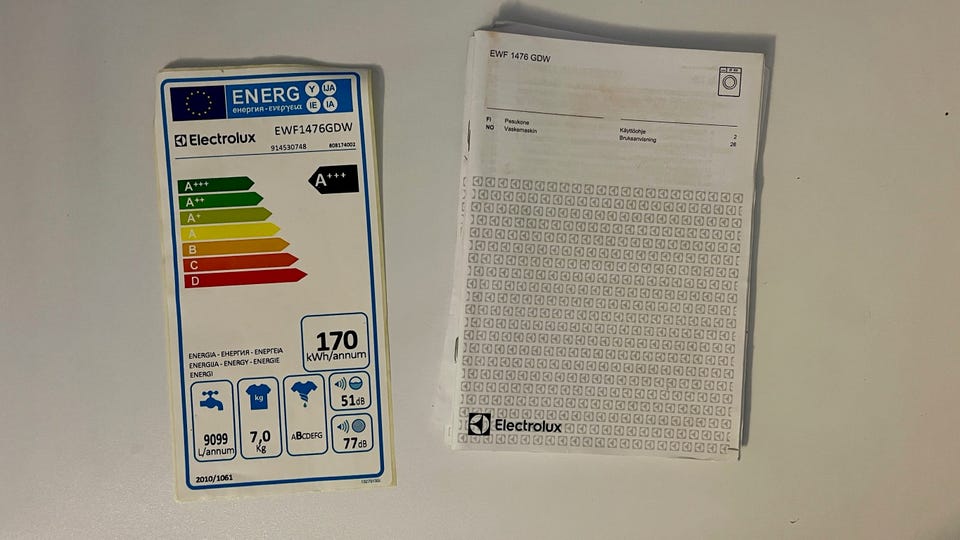 ENERG
енергия · ενεργεια
Y
IJA
IE
IA
Electrolux
EWF1476GDW
914530748
808174002
A+++
A+++
A++
A+
A
B
C
D
170
kWh/annum
ENERGIA - ЕНЕРГИЯ - ΕΝΕΡΓΕΙΑ
ENERGIJA - ENERGY - ENERGIE
ENERGI
kg
51dB
9099
L/annum
7,0
Kg
ABCDEFG
77dB
2010/1061
EWF 1476 GDW
FI Pesukone Käyttöohje 2
NO Vaskemaskin Bruksanvisning 26
Electrolux